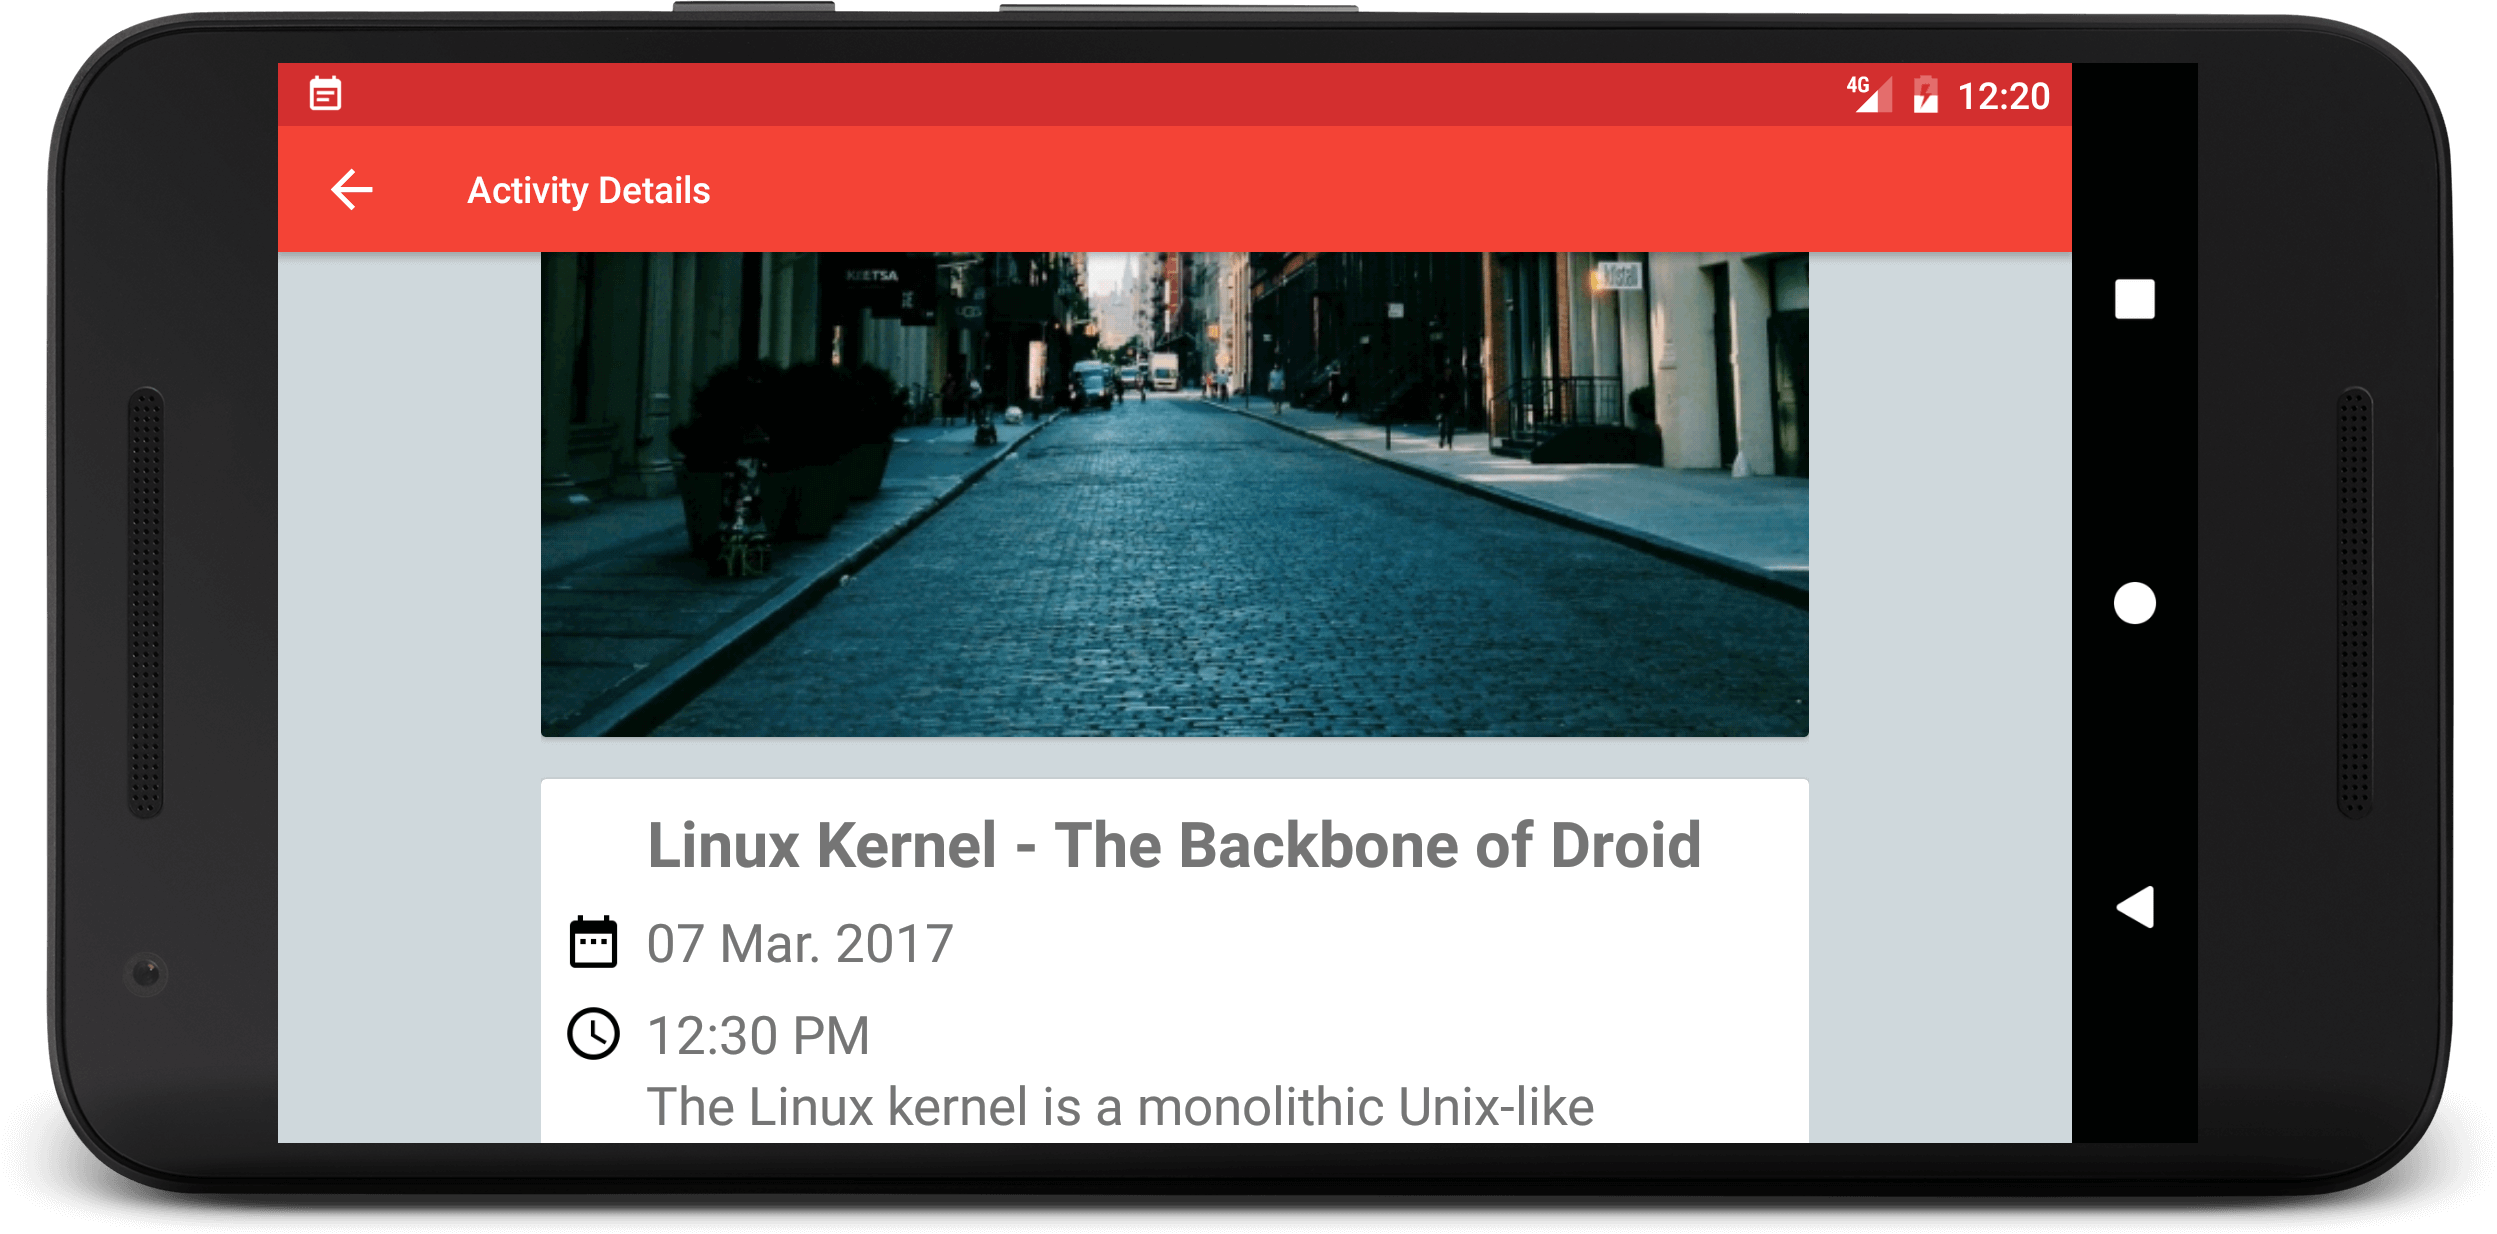 4G 12:20
Activity Details
KEETSA
Linux Kernel - The Backbone of Droid
07 Mar. 2017
12:30 PM
The Linux kernel is a monolithic Unix-like